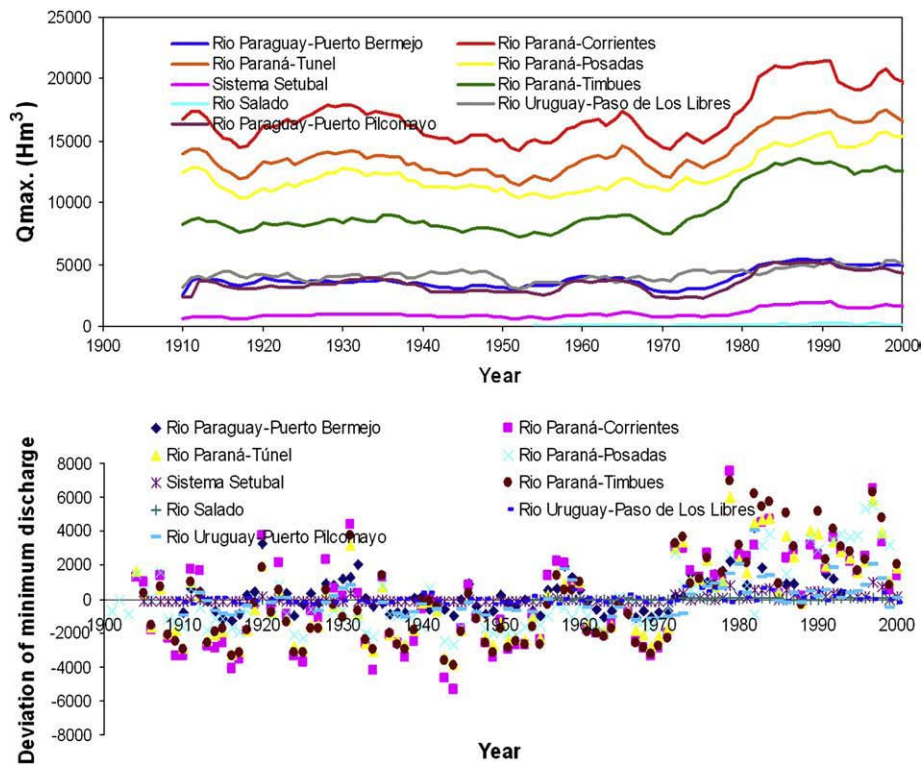 25000
20000
15000
10000
5000
0
Qmax. (Hm³)
Rio Paraguay-Puerto Bermejo
Rio Paraná-Corrientes
Rio Paraná-Tunel
Rio Paraná-Posadas
Sistema Setubal
Rio Paraná-Timbues
Rio Salado
Rio Uruguay-Paso de Los Libres
Rio Paraguay-Puerto Pilcomayo
1900 1910 1920 1930 1940 1950 1960 1970 1980 1990 2000
Year
Rio Paraguay-Puerto Bermejo
Rio Paraná-Corrientes
Rio Paraná-Túnel
Rio Paraná-Posadas
Sistema Setubal
Rio Paraná-Timbues
Rio Salado
Rio Uruguay-Paso de Los Libres
Rio Uruguay-Puerto Pilcomayo
8000
6000
4000
2000
0
-2000
-4000
-6000
-8000
Deviation of minimum discharge
1900 1910 1920 1930 1940 1950 1960 1970 1980 1990 2000
Year